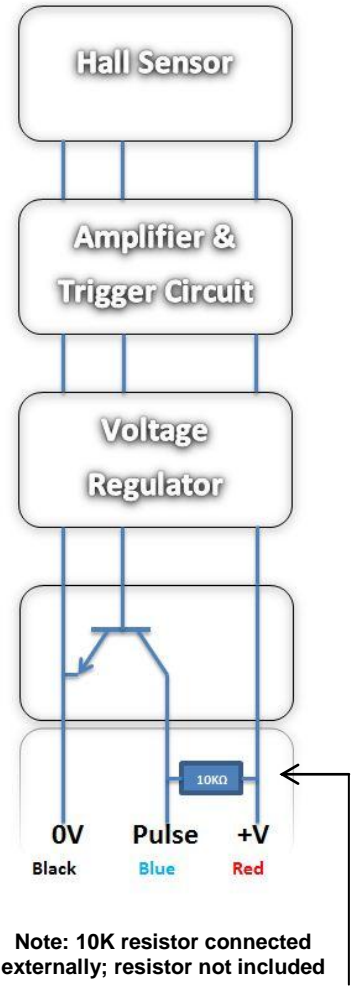 Hall Sensor
Amplifier &
Trigger Circuit
Voltage
Regulator
10KΩ
0V Pulse +V
Black Blue Red
Note: 10K resistor connected
externally; resistor not included